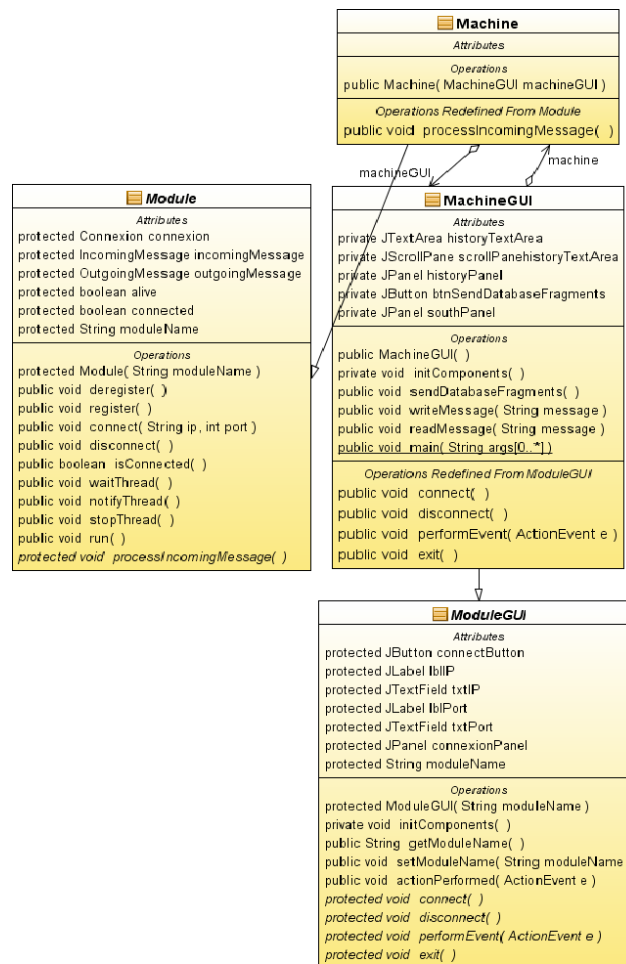 Machine
Attributes
Operations
public Machine( MachineGUI machineGUI )
Operations Redefined From Module
public void processIncomingMessage( )
machineGUI
machine
Module
Attributes
protected Connexion connexion
protected IncomingMessage incomingMessage
protected OutgoingMessage outgoingMessage
protected boolean alive
protected boolean connected
protected String moduleName
Operations
protected Module( String moduleName )
public void deregister( )
public void register( )
public void connect( String ip, int port )
public void disconnect( )
public boolean isConnected( )
public void waitThread( )
public void notifyThread( )
public void stopThread( )
public void run( )
protected void processIncomingMessage( )
MachineGUI
Attributes
private JTextArea historyTextArea
private JScrollPane scrollPanehistoryTextArea
private JPanel historyPanel
private JButton btnSendDatabaseFragments
private JPanel southPanel
Operations
public MachineGUI( )
private void initComponents( )
public void sendDatabaseFragments( )
public void writeMessage( String message )
public void readMessage( String message )
public void main( String args[0..*] )
Operations Redefined From ModuleGUI
public void connect( )
public void disconnect( )
public void performEvent( ActionEvent e )
public void exit( )
ModuleGUI
Attributes
protected JButton connectButton
protected JLabel lblIP
protected JTextField txtIP
protected JLabel lblPort
protected JTextField txtPort
protected JPanel connexionPanel
protected String moduleName
Operations
protected ModuleGUI( String moduleName )
private void initComponents( )
public String getModuleName( )
public void setModuleName( String moduleName
public void actionPerformed( ActionEvent e )
protected void connect( )
protected void disconnect( )
protected void performEvent( ActionEvent e )
protected void exit( )